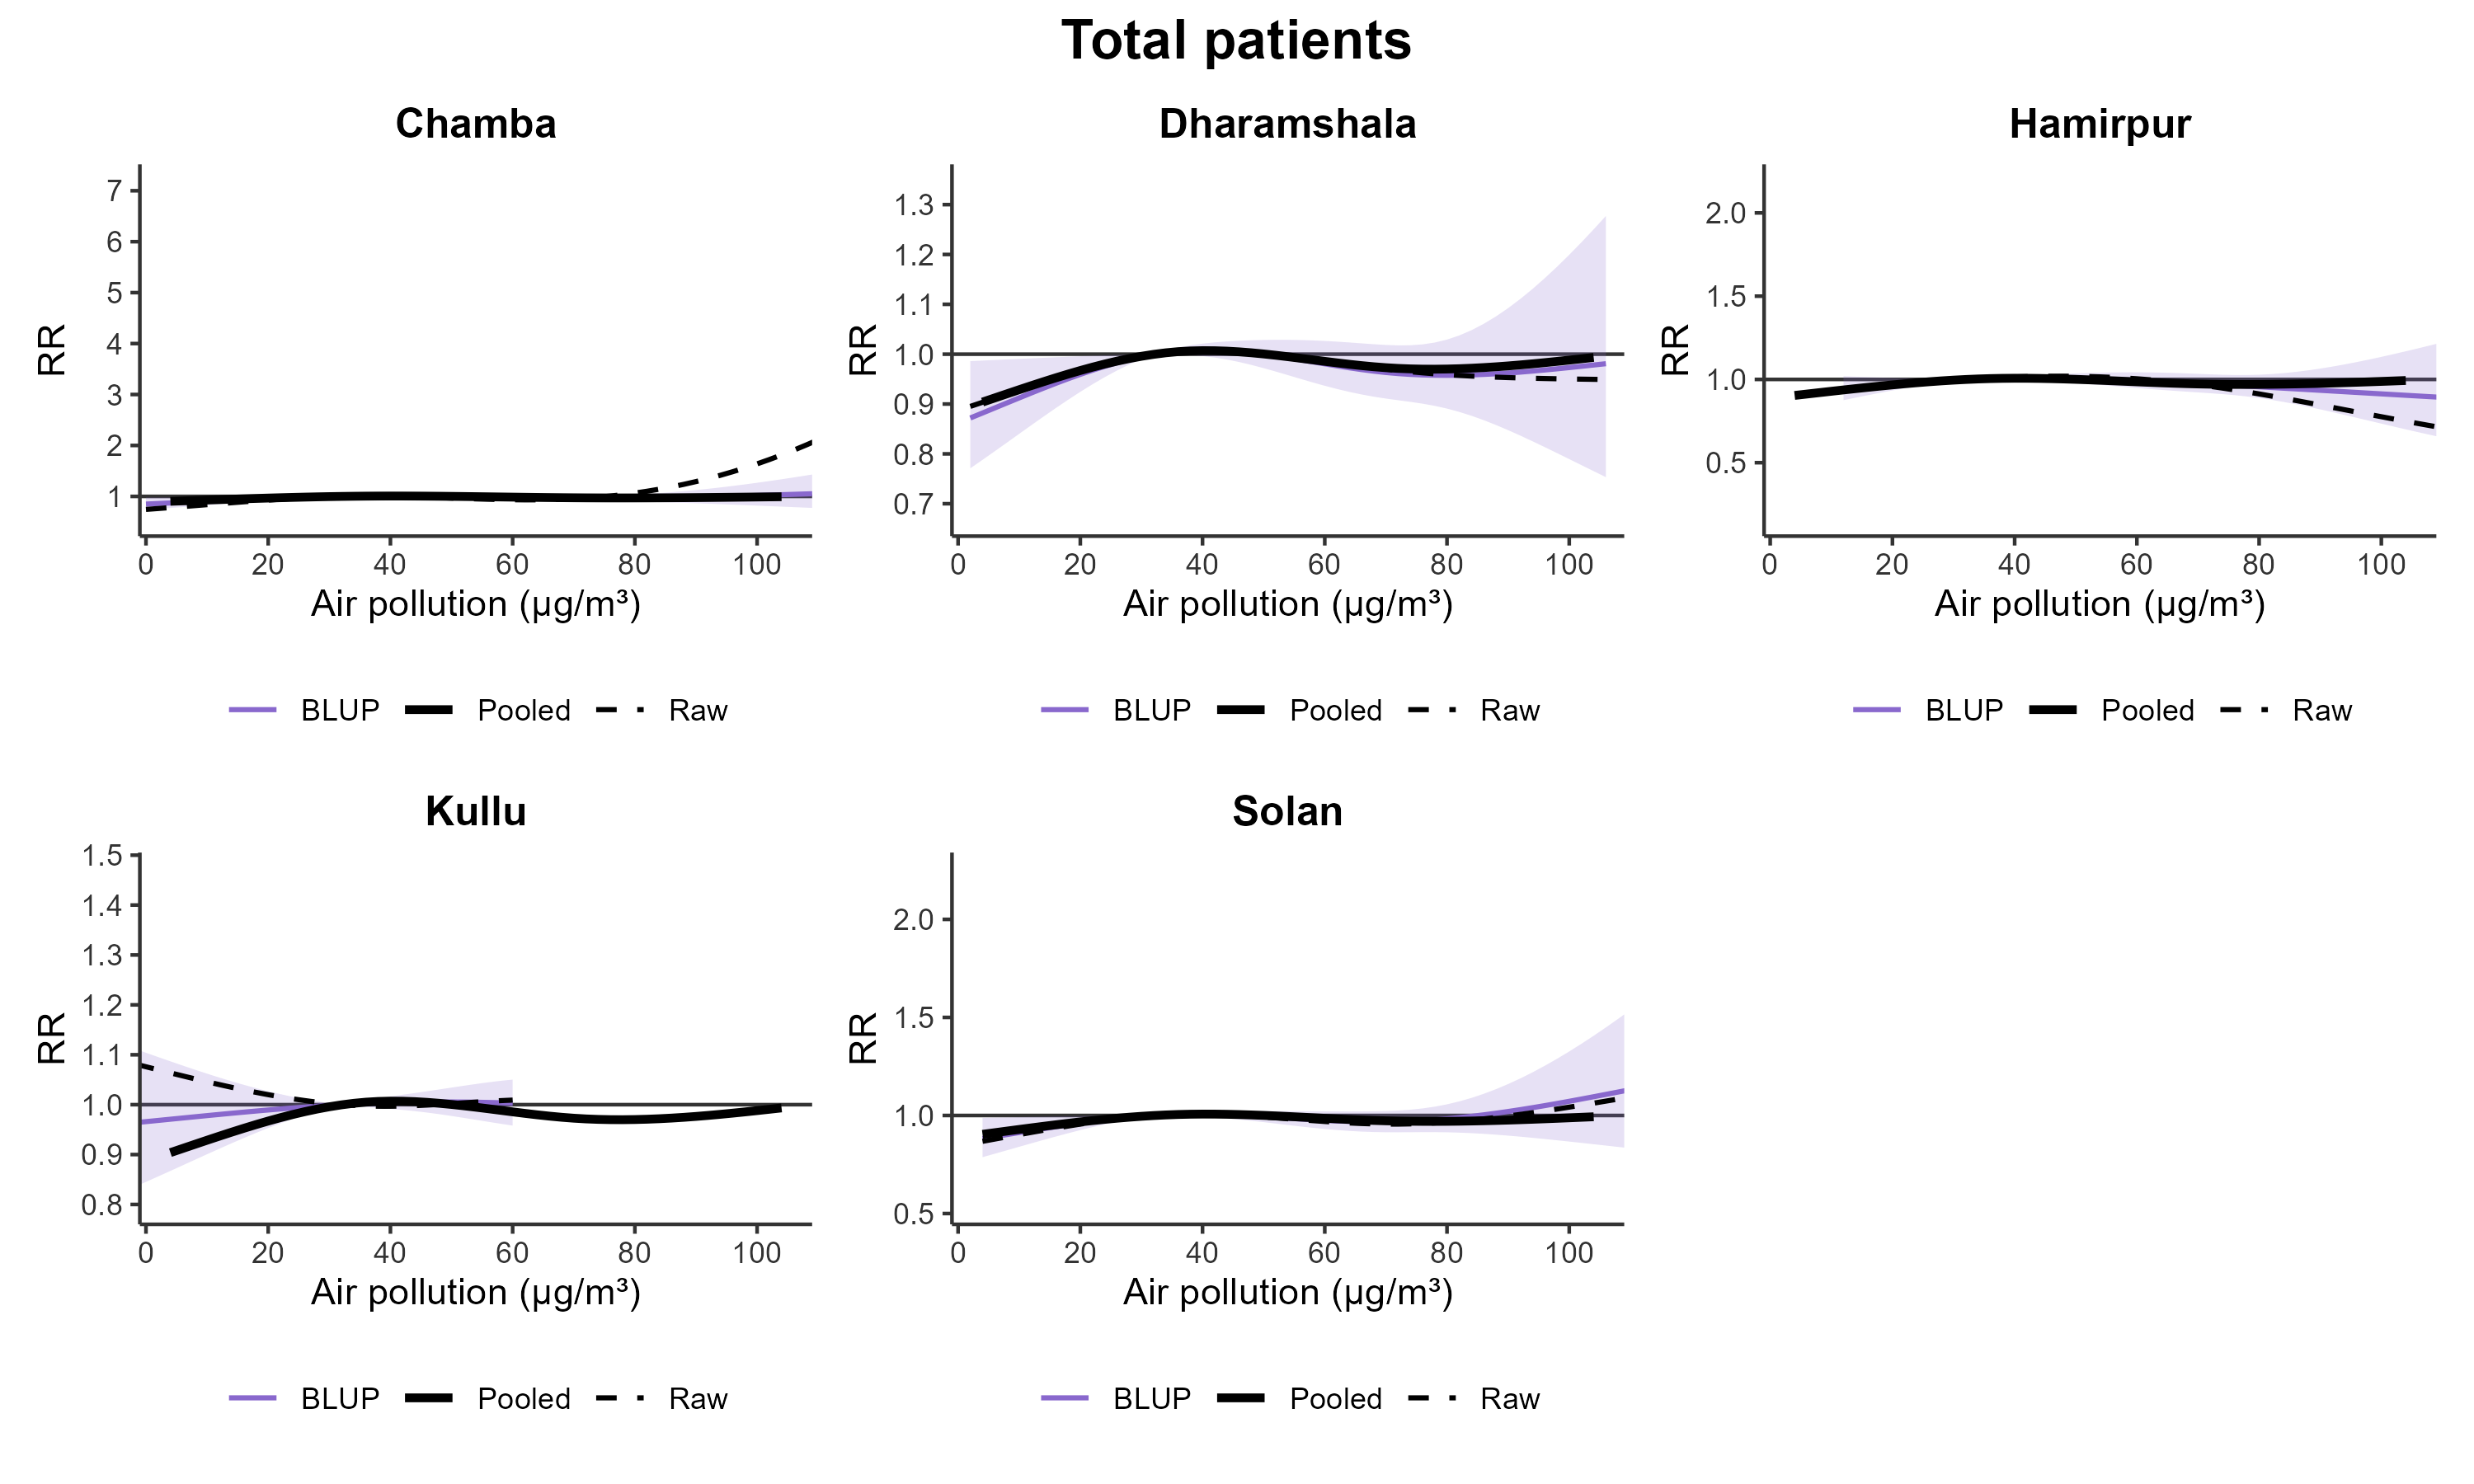 Total patients
Chamba
7
6
5
4
3
2
1
RR
0 20 40 60 80 100
Air pollution (µg/m³)
BLUP Pooled Raw
Dharamshala
1.3
1.2
1.1
1.0
0.9
0.8
0.7
RR
0 20 40 60 80 100
Air pollution (µg/m³)
BLUP Pooled Raw
Hamirpur
2.0
1.5
1.0
0.5
RR
0 20 40 60 80 100
Air pollution (µg/m³)
BLUP Pooled Raw
Kullu
1.5
1.4
1.3
1.2
1.1
1.0
0.9
0.8
RR
0 20 40 60 80 100
Air pollution (µg/m³)
BLUP Pooled Raw
Solan
2.0
1.5
1.0
0.5
RR
0 20 40 60 80 100
Air pollution (µg/m³)
BLUP Pooled Raw